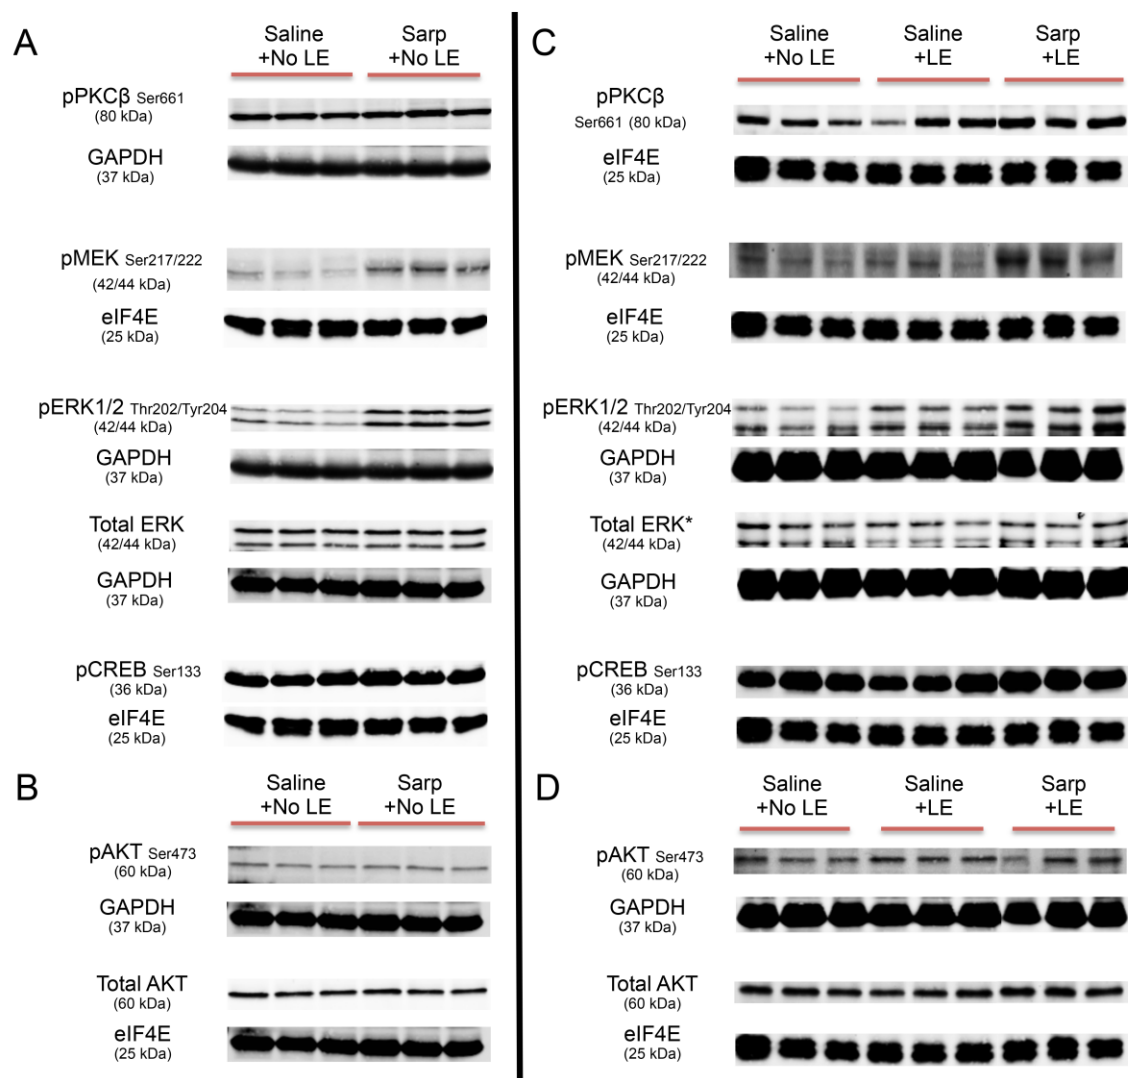 A
Saline
+No LE
Sarp
+No LE
pPKCβ Ser661
(80 kDa)
GAPDH
(37 kDa)
pMEK Ser217/222
(42/44 kDa)
eIF4E
(25 kDa)
pERK1/2 Thr202/Tyr204
(42/44 kDa)
GAPDH
(37 kDa)
Total ERK
(42/44 kDa)
GAPDH
(37 kDa)
pCREB Ser133
(36 kDa)
eIF4E
(25 kDa)
B
Saline
+No LE
Sarp
+No LE
pAKT Ser473
(60 kDa)
GAPDH
(37 kDa)
Total AKT
(60 kDa)
eIF4E
(25 kDa)
C
Saline
+No LE
Saline
+LE
Sarp
+LE
pPKCβ
Ser661 (80 kDa)
eIF4E
(25 kDa)
pMEK Ser217/222
(42/44 kDa)
eIF4E
(25 kDa)
pERK1/2 Thr202/Tyr204
(42/44 kDa)
GAPDH
(37 kDa)
Total ERK*
(42/44 kDa)
GAPDH
(37 kDa)
pCREB Ser133
(36 kDa)
eIF4E
(25 kDa)
D
Saline
+No LE
Saline
+LE
Sarp
+LE
pAKT Ser473
(60 kDa)
GAPDH
(37 kDa)
Total AKT
(60 kDa)
eIF4E
(25 kDa)